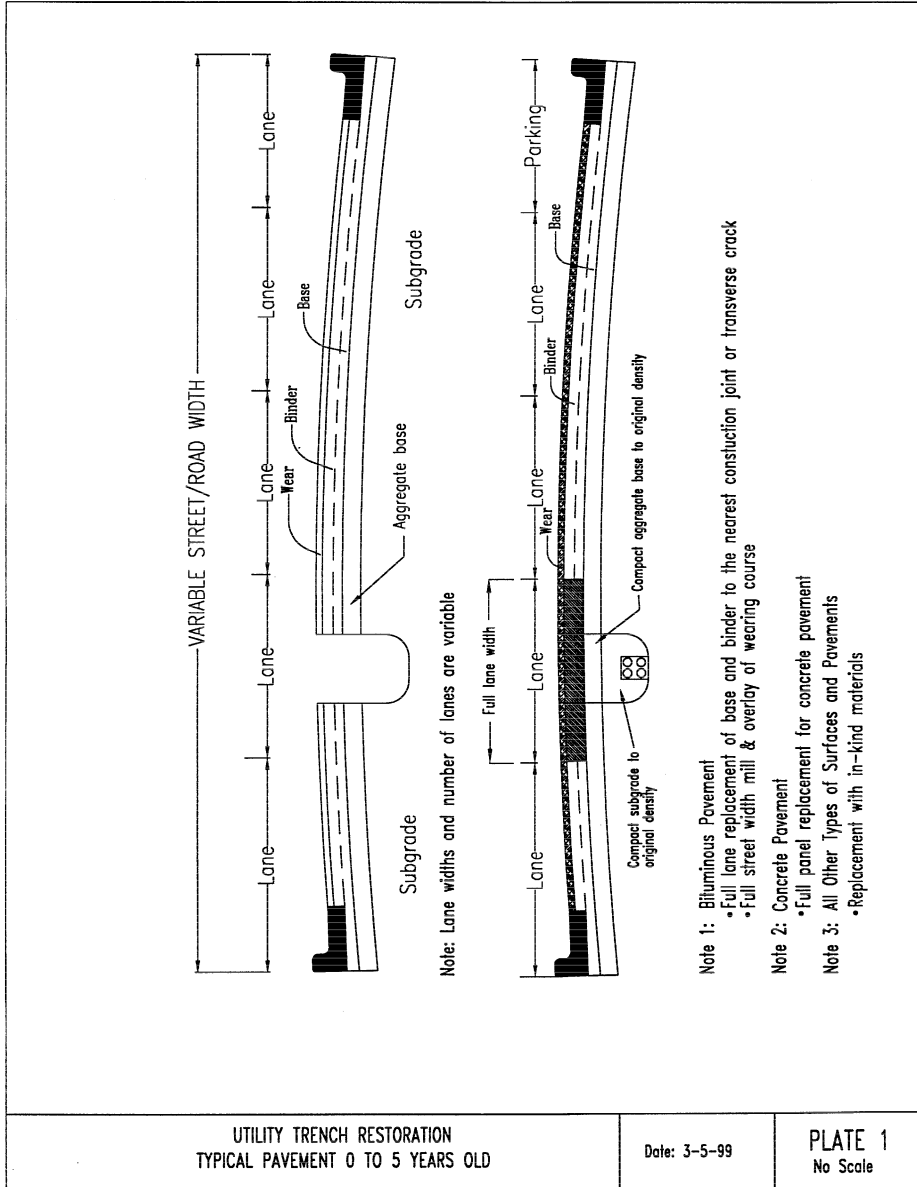 VARIABLE STREET/ROAD WIDTH
Lane
Lane
Lane
Lane
Lane
Wear
Binder
Base
Aggregate base
Subgrade
Subgrade
Note: Lane widths and number of lanes are variable
Full lane width
Lane
Lane
Lane
Lane
Parking
Wear
Binder
Base
Compact subgrade to
original density
Compact aggregate base to original density
Note 1: Bituminous Pavement
• Full lane replacement of base and binder to the nearest constuction joint or transverse crack
• Full street width mill & overlay of wearing course
Note 2: Concrete Pavement
• Full panel replacement for concrete pavement
Note 3: All Other Types of Surfaces and Pavements
• Replacement with in-kind materials
UTILITY TRENCH RESTORATION
TYPICAL PAVEMENT 0 TO 5 YEARS OLD
Date: 3-5-99
PLATE 1
No Scale